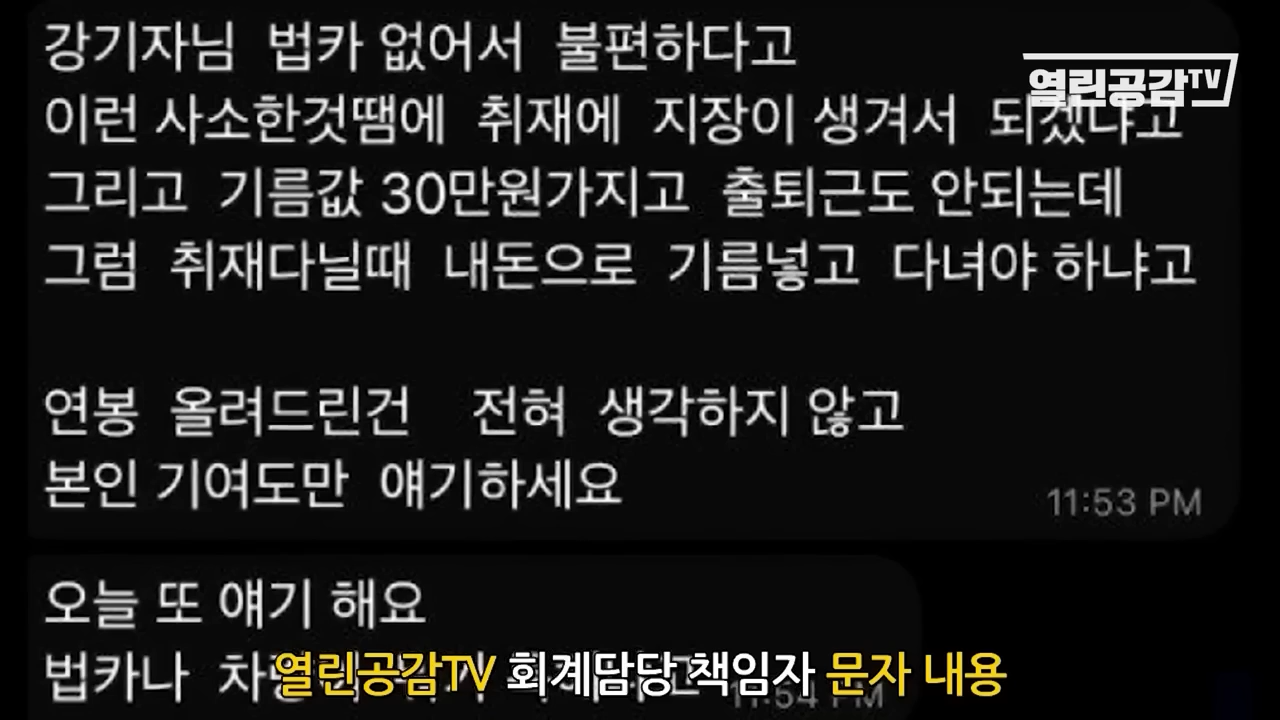 강기자님 법카 없어서 불편하다고
열린공감TV
이런 사소한것땜에 취재에 지장이 생겨서 되겠냐고
그리고 기름값 30만원가지고 출퇴근도 안되는데
그럼 취재다닐때 내돈으로 기름넣고 다녀야 하냐고
연봉 올려드린건 전혀 생각하지 않고
본인 기여도만 얘기하세요
11:53 PM
오늘 또 얘기 해요
법카나
열린공감TV 회계담당 책임자 문자 내용
11:54 PM